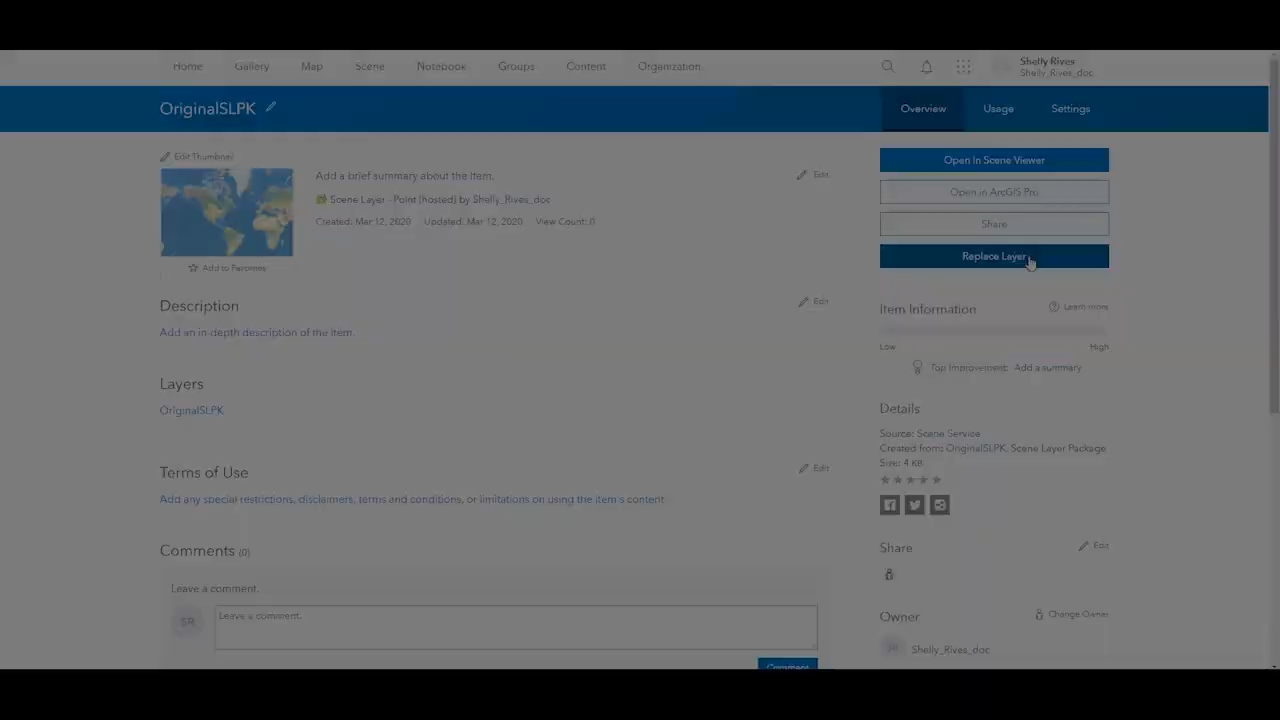 Home Gallery Map Scene Notebook Groups Content Organization
Shelly Rives
Shelly_Rives_doc
OriginalSLPK
Overview Usage Settings
Edit Thumbnail
Add a brief summary about the item.
Edit
Scene Layer - Point (hosted) by Shelly_Rives_doc
Created: Mar 12, 2020 Updated: Mar 12, 2020 View Count: 0
Add to Favorites
Open in Scene Viewer
Open in ArcGIS Pro
Share
Replace Layer
Description
Edit
Add an in-depth description of the item.
Layers
OriginalSLPK
Terms of Use
Edit
Add any special restrictions, disclaimers, terms and conditions, or limitations on using the item's content.
Comments (0)
Leave a comment.
SR
Leave a comment.
Comment
Item Information
Learn more
Low High
Top Improvement: Add a summary
Details
Source: Scene Service
Created from: OriginalSLPK, Scene Layer Package
Size: 4 KB
Share
Edit
Owner
Change Owner
SR
Shelly_Rives_doc